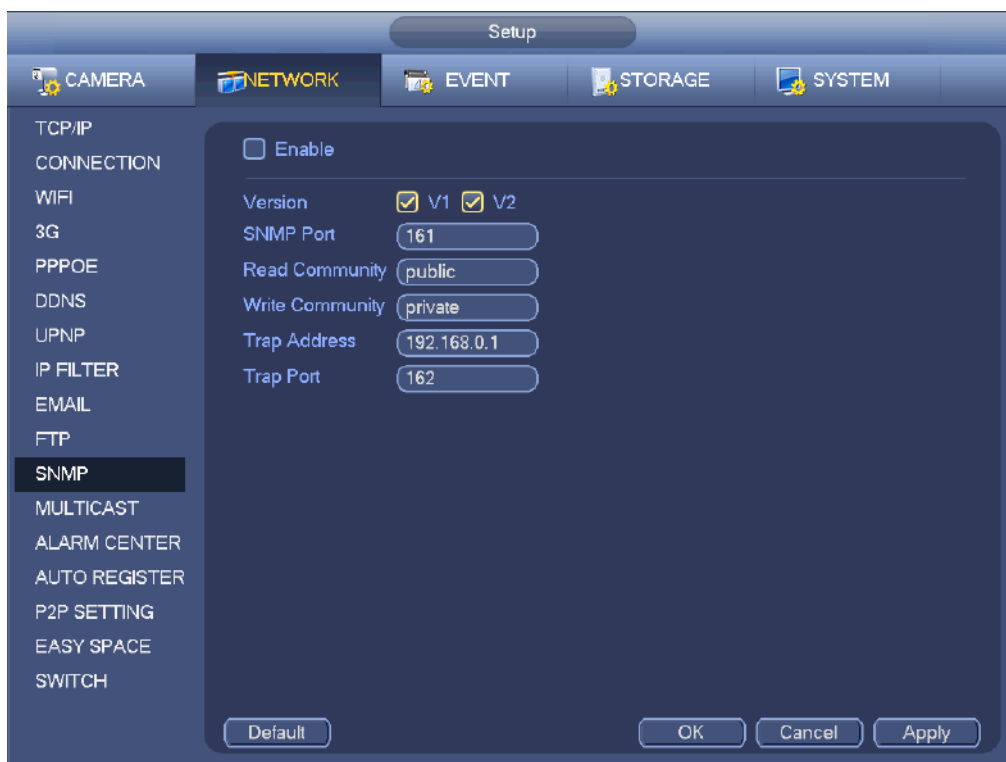 Setup
CAMERA NETWORK EVENT STORAGE SYSTEM
TCP/IP
CONNECTION
WIFI
3G
PPPOE
DDNS
UPNP
IP FILTER
EMAIL
FTP
SNMP
MULTICAST
ALARM CENTER
AUTO REGISTER
P2P SETTING
EASY SPACE
SWITCH
Enable
Version V1 V2
SNMP Port 161
Read Community public
Write Community private
Trap Address 192.168.0.1
Trap Port 162
Default OK Cancel Apply